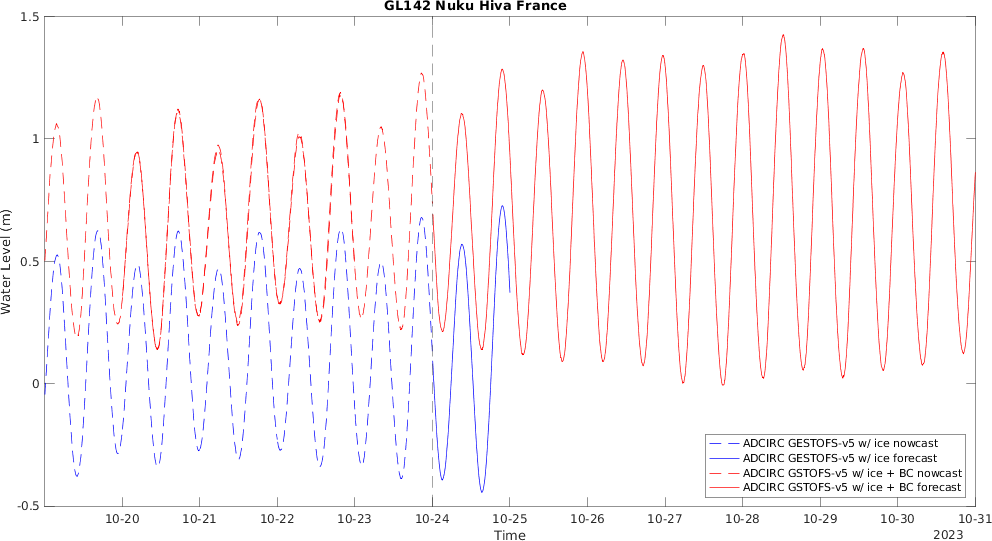 GL142 Nuku Hiva France
1.5
1
0.5
0
-0.5
Water Level (m)
ADCIRC GESTOFS-v5 w/ ice nowcast
ADCIRC GESTOFS-v5 w/ ice forecast
ADCIRC GSTOFS-v5 w/ ice + BC nowcast
ADCIRC GSTOFS-v5 w/ ice + BC forecast
10-20 10-21 10-22 10-23 10-24 10-25 10-26 10-27 10-28 10-29 10-30 10-31
Time
2023